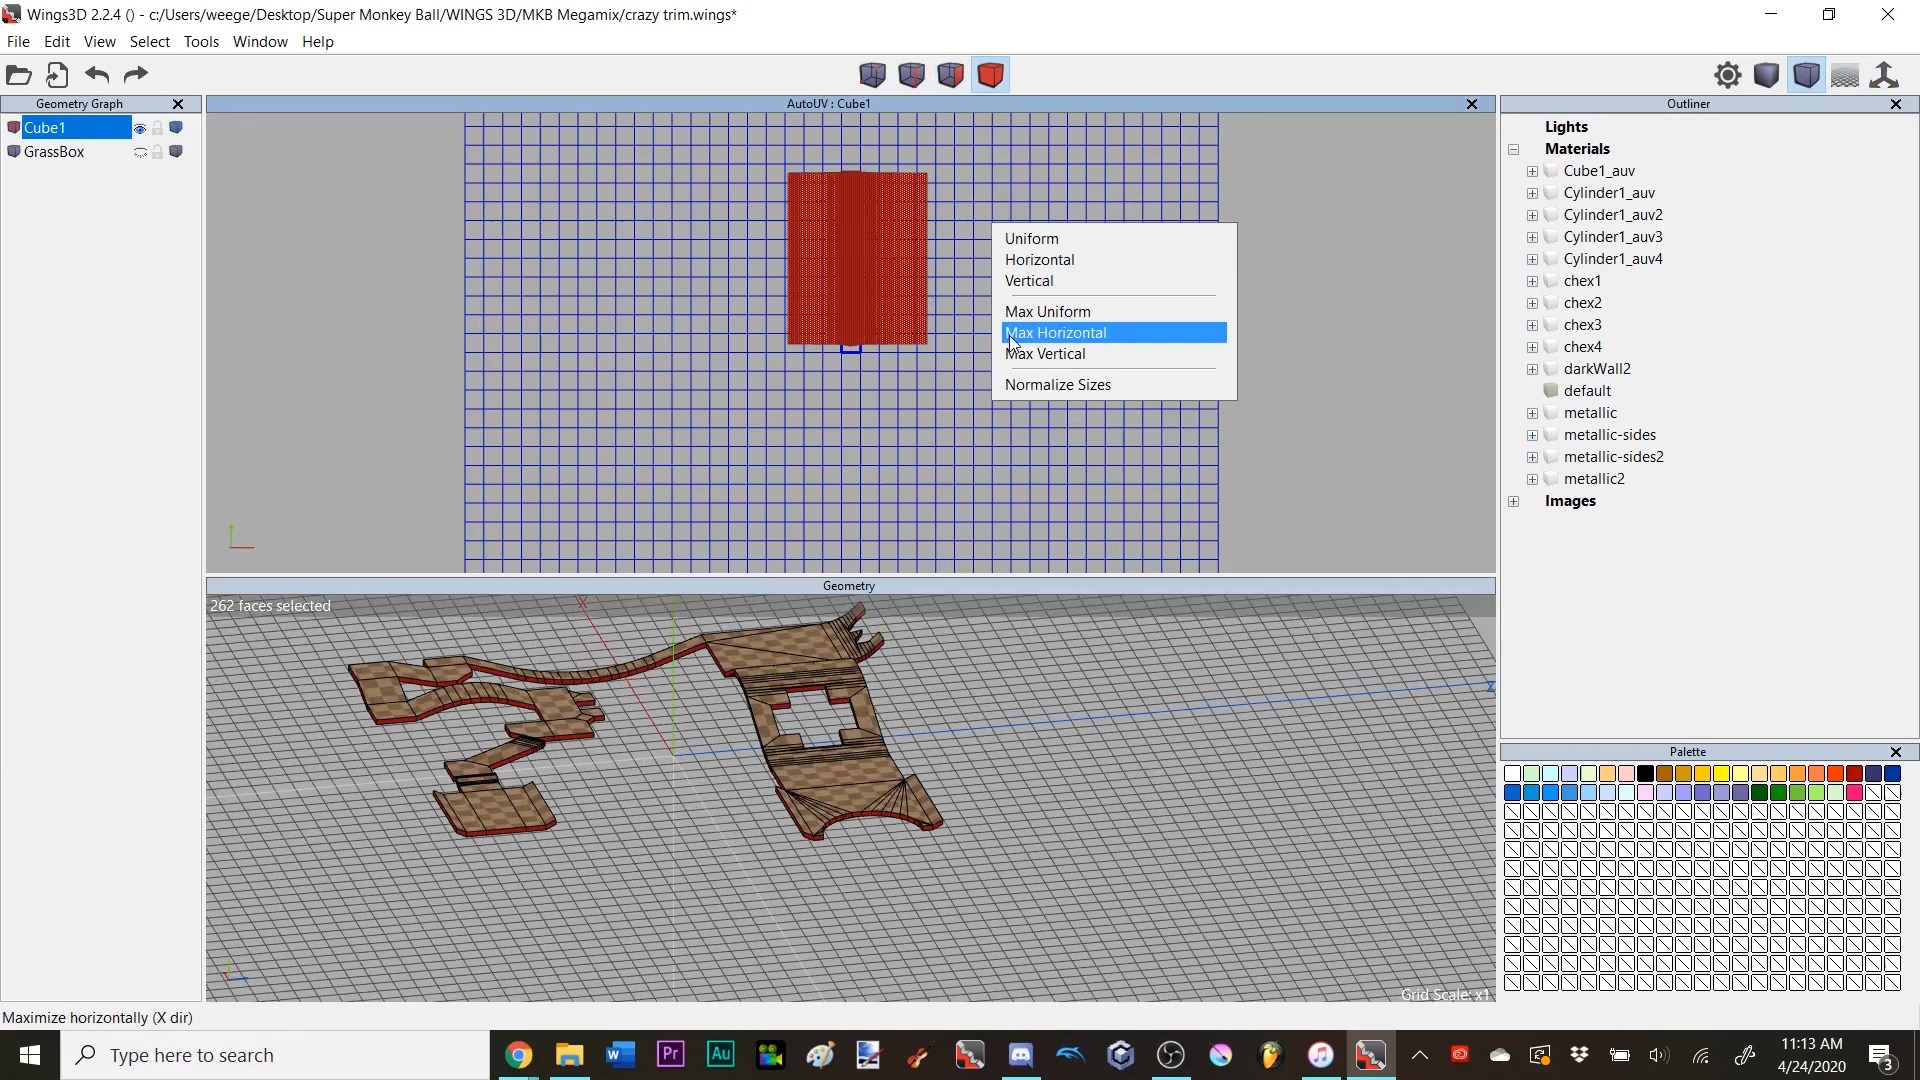 Wings3D 2.2.4 () - c:/Users/weege/Desktop/Super Monkey Ball/WINGS 3D/MKB Megamix/crazy trim.wings*
File Edit View Select Tools Window Help
Geometry Graph
AutoUV : Cube1
Outliner
Cube1
GrassBox
Uniform
Horizontal
Vertical
Max Uniform
Max Horizontal
Max Vertical
Normalize Sizes
Lights
Materials
Cube1_auv
Cylinder1_auv
Cylinder1_auv2
Cylinder1_auv3
Cylinder1_auv4
chex1
chex2
chex3
chex4
darkWall2
default
metallic
metallic-sides
metallic-sides2
metallic2
Images
Geometry
262 faces selected
X
Grid Scale: x1
Palette
Maximize horizontally (X dir)
Type here to search
W
Pr
Au
11:13 AM
4/24/2020
3